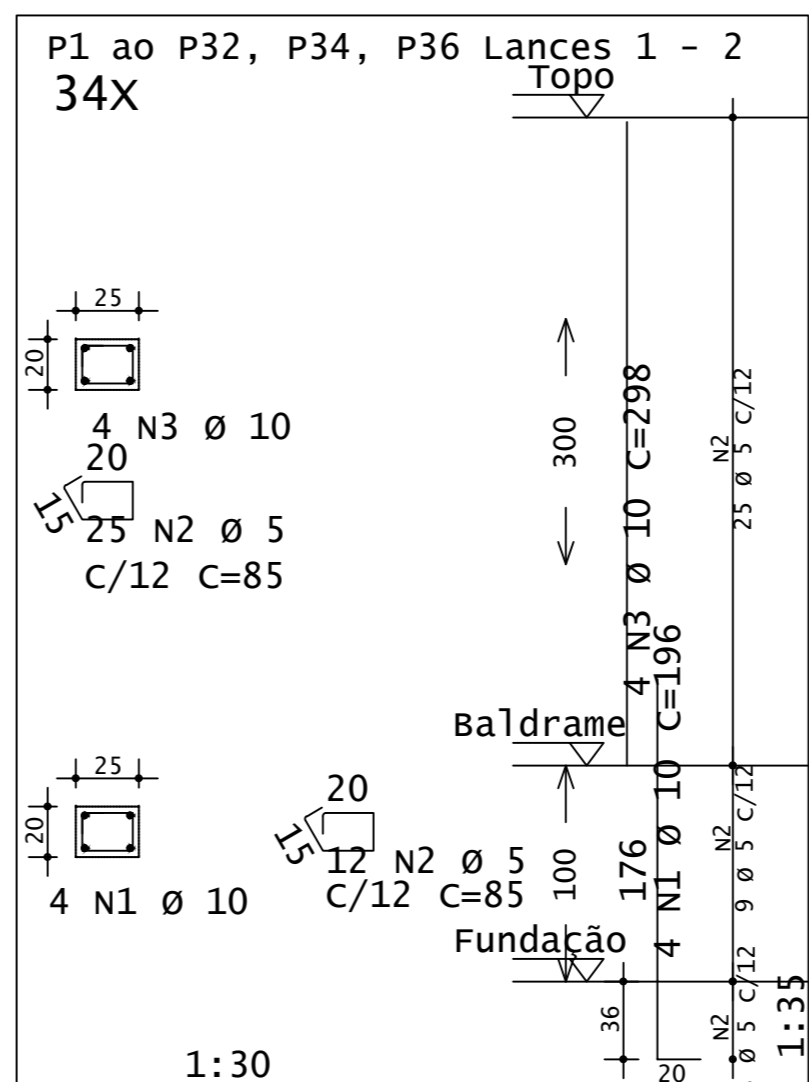 P1 ao P32, P34, P36 Lances 1 - 2
34X
Topo
25
20
4 N3 Ø 10
20
15
25 N2 Ø 5
C/12 C=85
300
4 N3 Ø 10 C=298
N2
25 Ø 5 C/12
Baldrame
25
20
4 N1 Ø 10
20
15
12 N2 Ø 5
C/12 C=85
100
176
4 N1 Ø 10 C=196
N2
9 Ø 5 C/12
Fundação
36
20
N2
Ø 5 C/12
1:35
1:30